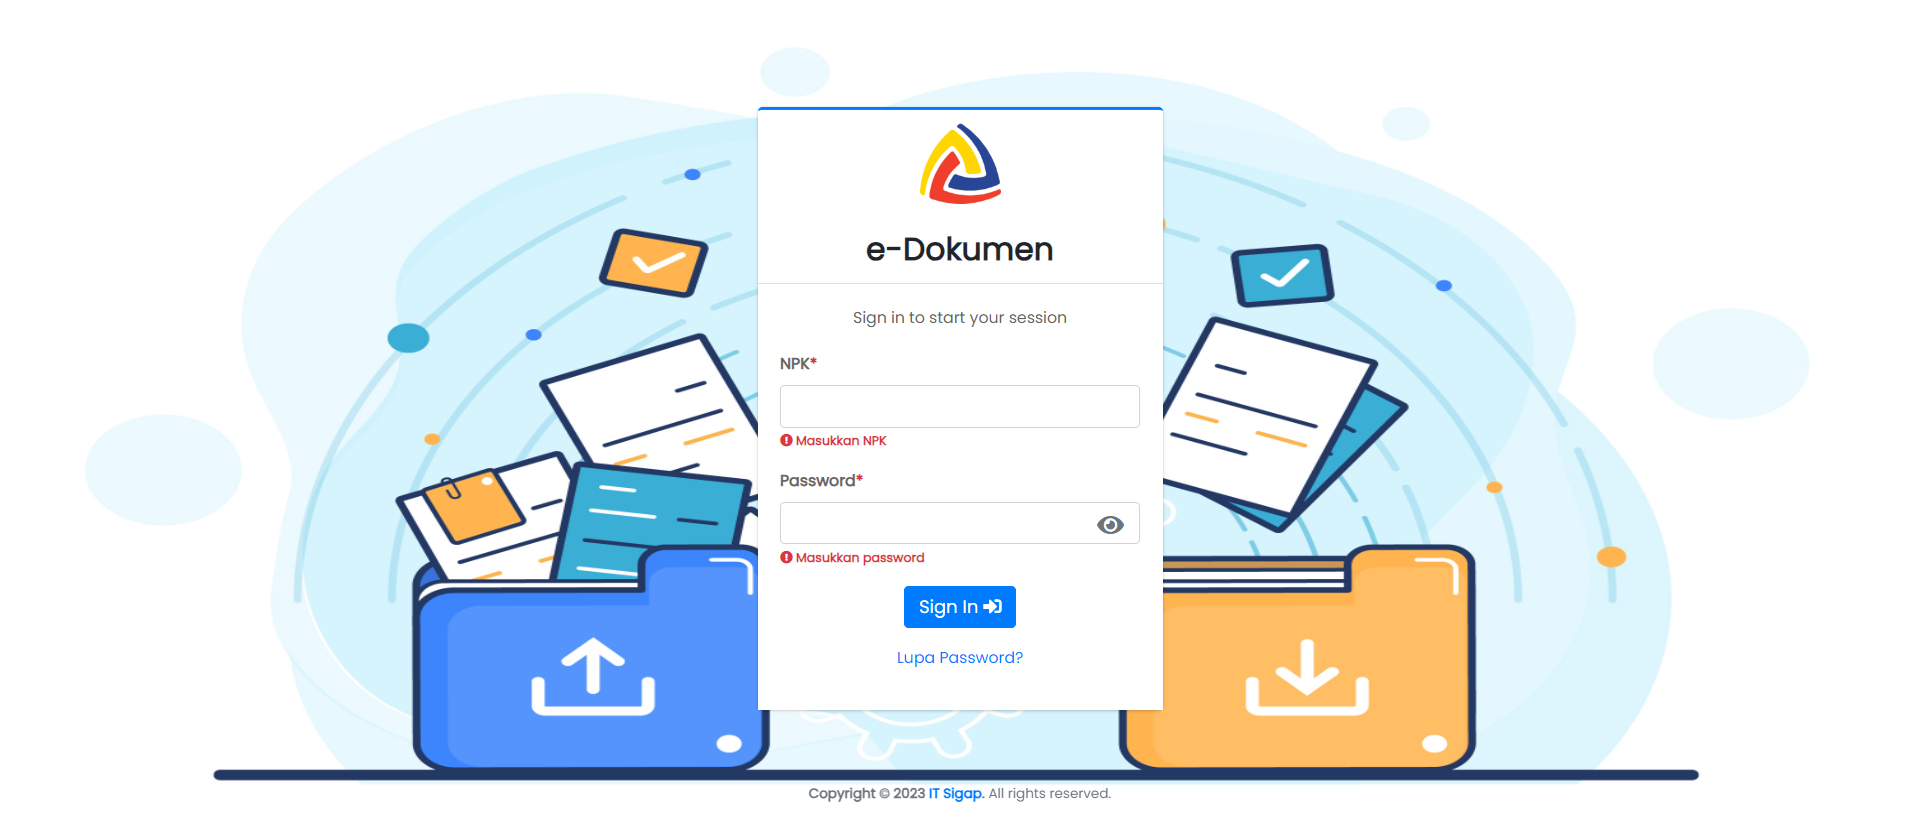 e-Dokumen
Sign in to start your session
NPK*
Masukkan NPK
Password*
Masukkan password
Sign In
Lupa Password?
Copyright © 2023 IT Sigap. All rights reserved.